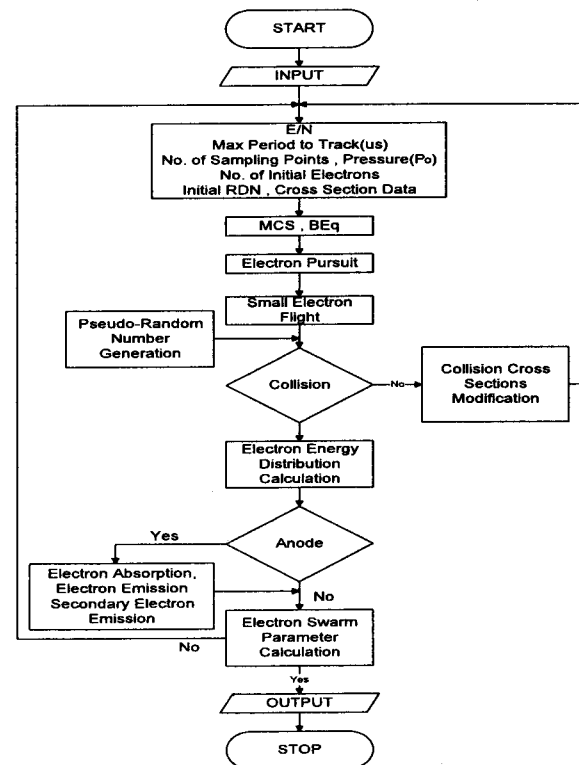 START
INPUT
E/N
Max Period to Track(us)
No. of Sampling Points , Pressure(Po)
No. of Initial Electrons
Initial RDN , Cross Section Data
MCS , BEq
Electron Pursuit
Small Electron
Flight
Pseudo-Random
Number
Generation
Collision
No
Collision Cross
Sections
Modification
Electron Energy
Distribution
Calculation
Yes
Anode
Electron Absorption,
Electron Emission
Secondary Electron
Emission
No
No
Electron Swarm
Parameter
Calculation
Yes
OUTPUT
STOP